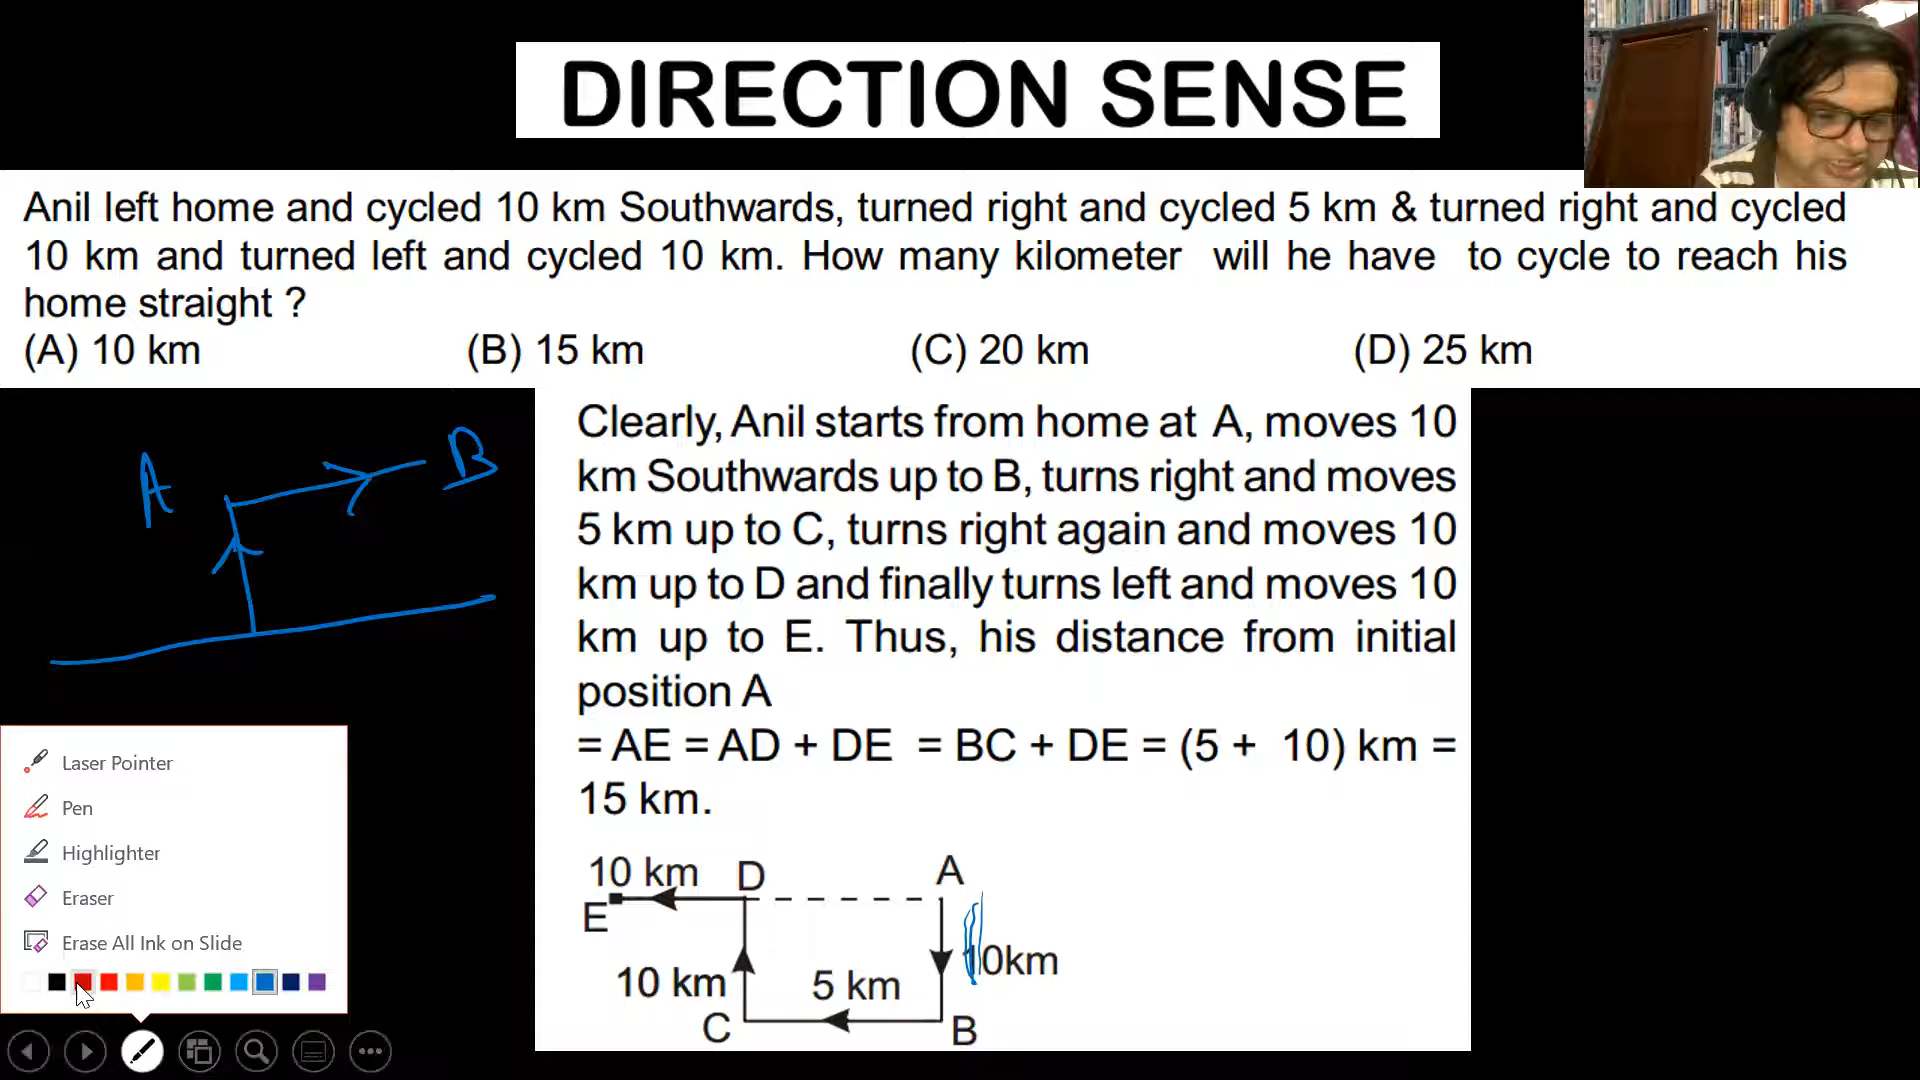 DIRECTION SENSE
Anil left home and cycled 10 km Southwards, turned right and cycled 5 km & turned right and cycled
10 km and turned left and cycled 10 km. How many kilometer will he have to cycle to reach his
home straight ?
(A) 10 km (B) 15 km (C) 20 km (D) 25 km
A B
Clearly, Anil starts from home at A, moves 10
km Southwards up to B, turns right and moves
5 km up to C, turns right again and moves 10
km up to D and finally turns left and moves 10
km up to E. Thus, his distance from initial
position A
= AE = AD + DE = BC + DE = (5 + 10) km =
15 km.
10 km D A
E
10 km 5 km 10km
C B
Laser Pointer
Pen
Highlighter
Eraser
Erase All Ink on Slide